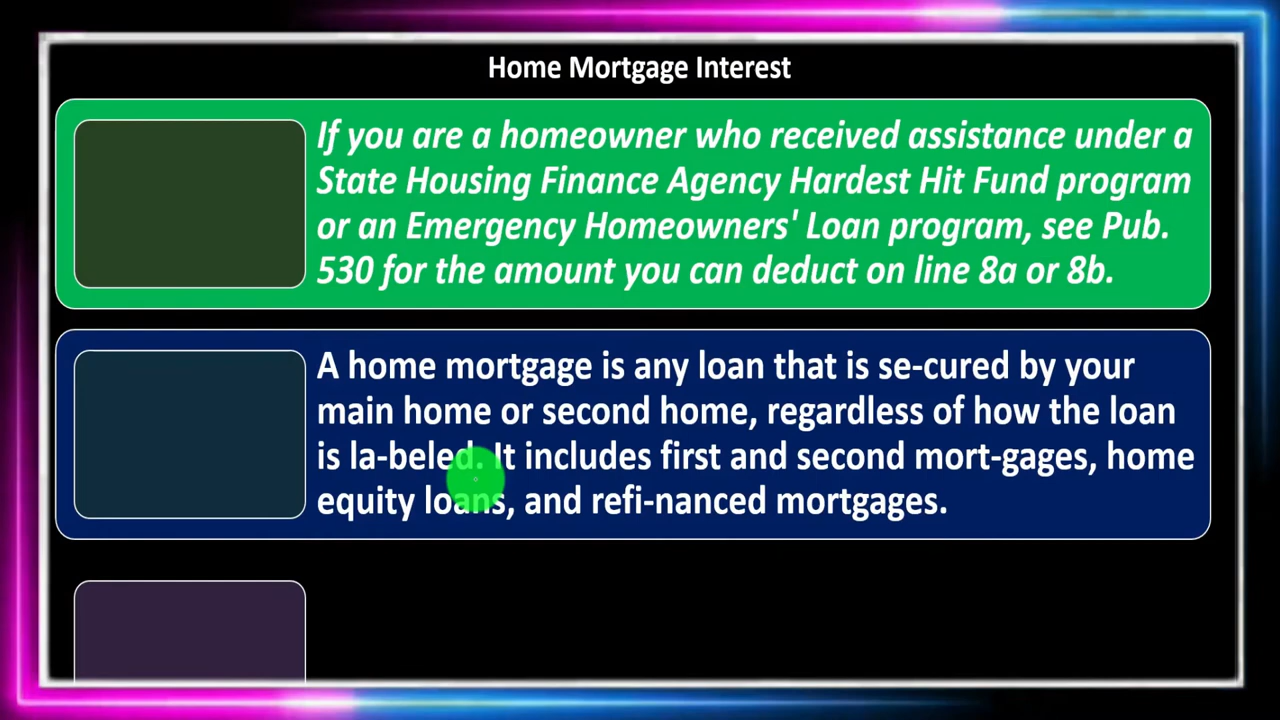 Home Mortgage Interest
If you are a homeowner who received assistance under a
State Housing Finance Agency Hardest Hit Fund program
or an Emergency Homeowners' Loan program, see Pub.
530 for the amount you can deduct on line 8a or 8b.
A home mortgage is any loan that is se-cured by your
main home or second home, regardless of how the loan
is la-beled. It includes first and second mort-gages, home
equity loans, and refi-nanced mortgages.